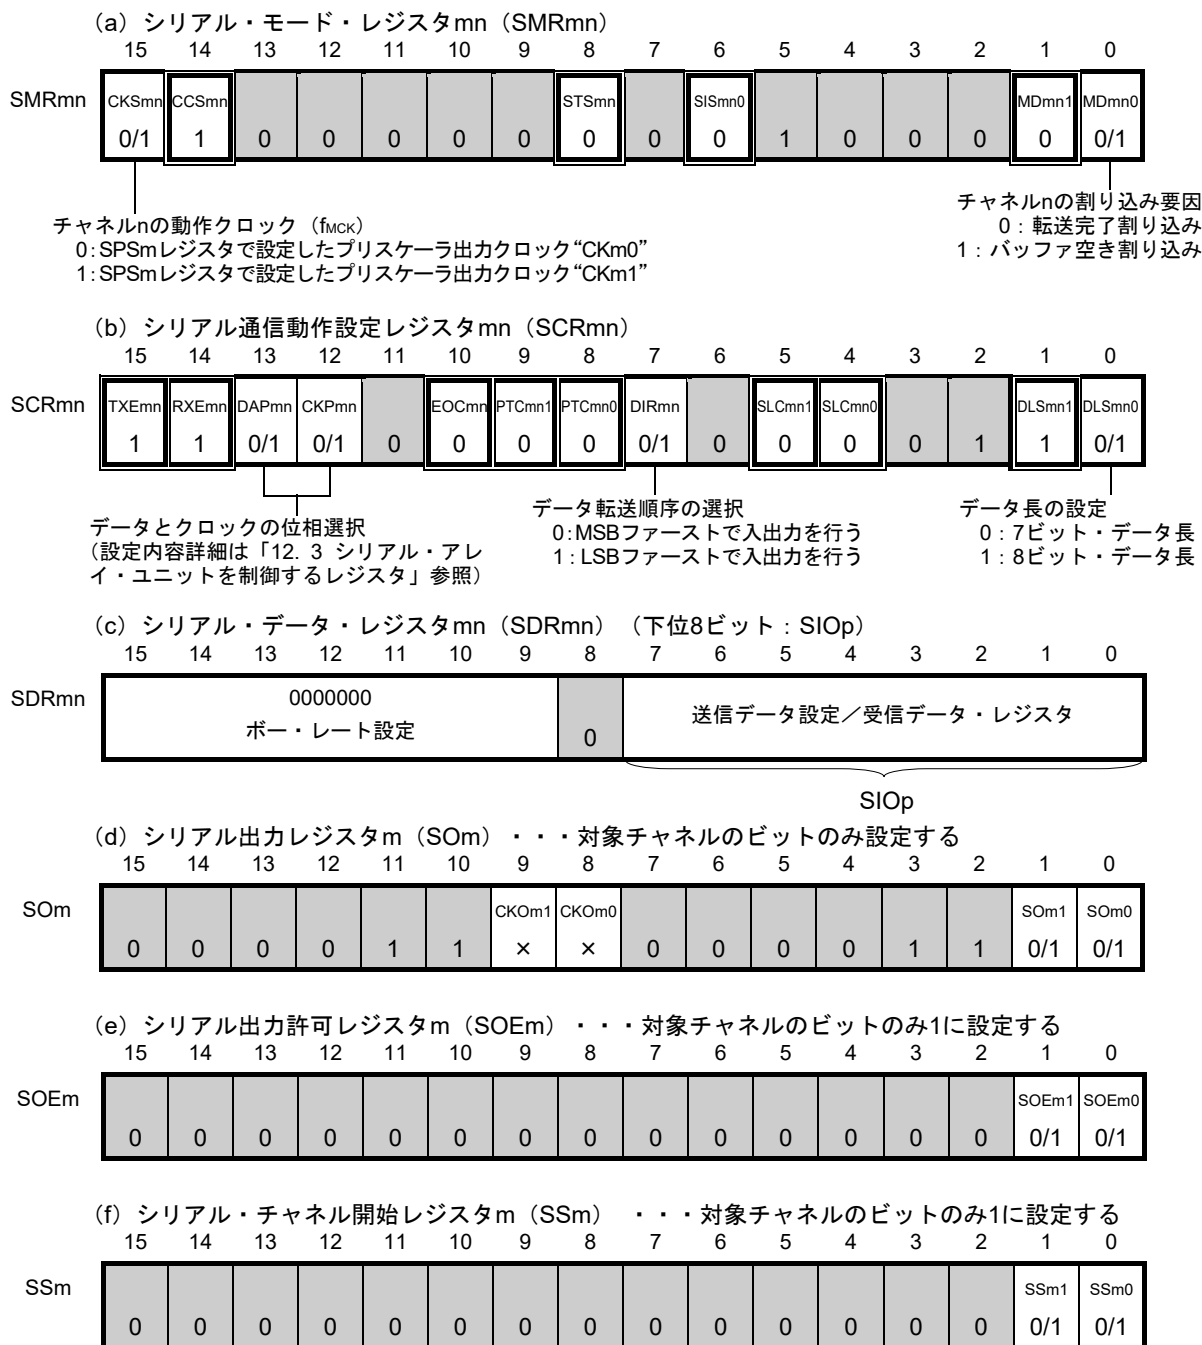 (a) シリアル・モード・レジスタmn（SMRmn）
15 14 13 12 11 10 9 8 7 6 5 4 3 2 1 0
SMRmn CKSmn CCSmn STSmn SISmn0 MDmn1 MDmn0
0/1 1 0 0 0 0 0 0 0 0 1 0 0 0 0 0/1
チャネルnの動作クロック（fMCK）
0：SPSmレジスタで設定したプリスケーラ出力クロック“CKm0”
1：SPSmレジスタで設定したプリスケーラ出力クロック“CKm1”
チャネルnの割り込み要因
0：転送完了割り込み
1：バッファ空き割り込み
(b) シリアル通信動作設定レジスタmn（SCRmn）
15 14 13 12 11 10 9 8 7 6 5 4 3 2 1 0
SCRmn TXEmn RXEmn DAPmn CKPmn EOCmn PTCmn1 PTCmn0 DIRmn SLCmn1 SLCmn0 DLSmn1 DLSmn0
1 1 0/1 0/1 0 0 0 0 0/1 0 0 0 0 1 1 0/1
データとクロックの位相選択
（設定内容詳細は「12. 3 シリアル・アレ
イ・ユニットを制御するレジスタ」参照）
データ転送順序の選択
0：MSBファーストで入出力を行う
1：LSBファーストで入出力を行う
データ長の設定
0：7ビット・データ長
1：8ビット・データ長
(c) シリアル・データ・レジスタmn（SDRmn）（下位8ビット：SIOp）
15 14 13 12 11 10 9 8 7 6 5 4 3 2 1 0
SDRmn 0000000
ボー・レート設定
0
送信データ設定／受信データ・レジスタ
SIOp
(d) シリアル出力レジスタm（SOm）・・・対象チャネルのビットのみ設定する
15 14 13 12 11 10 9 8 7 6 5 4 3 2 1 0
SOm CKOm1 CKOm0 SOm1 SOm0
0 0 0 0 1 1 × × 0 0 0 0 1 1 0/1 0/1
(e) シリアル出力許可レジスタm（SOEm）・・・対象チャネルのビットのみ1に設定する
15 14 13 12 11 10 9 8 7 6 5 4 3 2 1 0
SOEm SOEm1 SOEm0
0 0 0 0 0 0 0 0 0 0 0 0 0 0 0/1 0/1
(f) シリアル・チャネル開始レジスタm（SSm）・・・対象チャネルのビットのみ1に設定する
15 14 13 12 11 10 9 8 7 6 5 4 3 2 1 0
SSm SSm1 SSm0
0 0 0 0 0 0 0 0 0 0 0 0 0 0 0/1 0/1